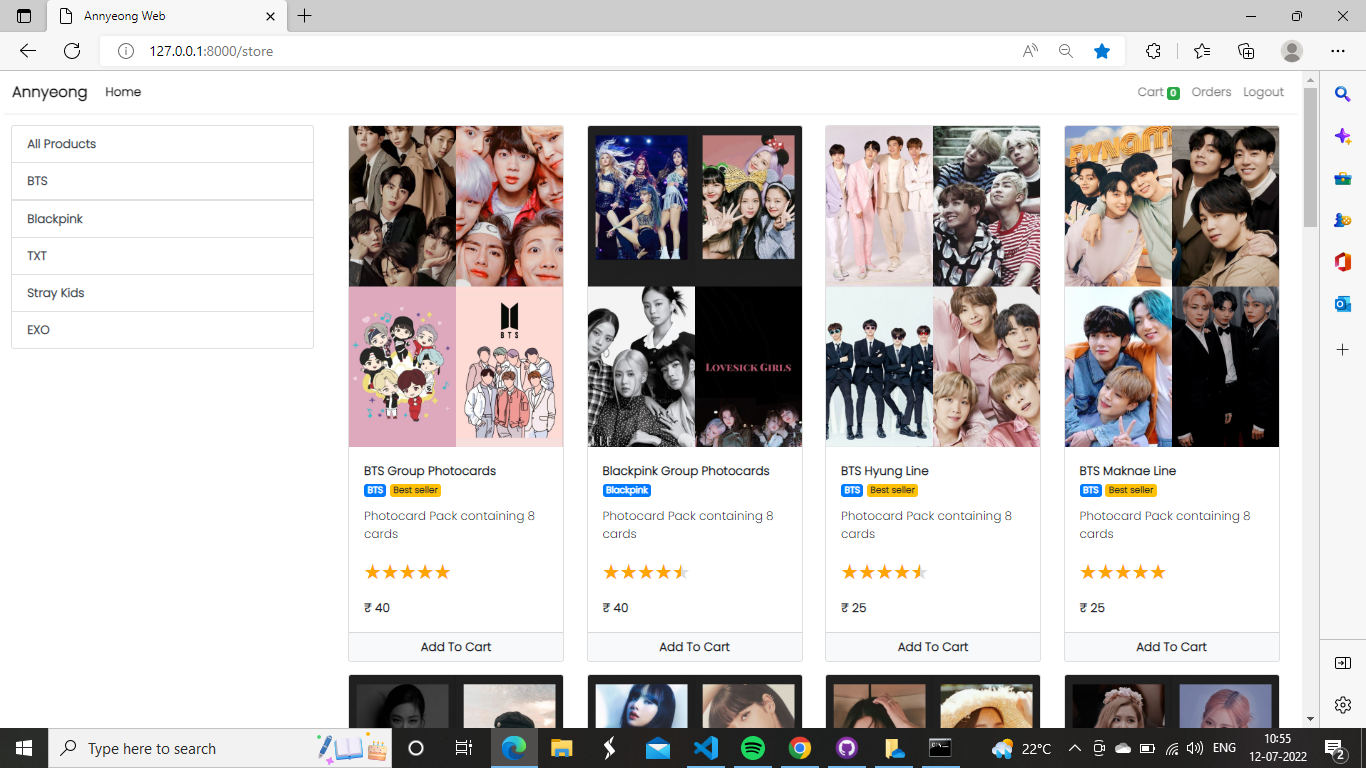 Annyeong Web
127.0.0.1:8000/store
Annyeong Home Cart 0 Orders Logout
All Products
BTS
Blackpink
TXT
Stray Kids
EXO
BTS
LOVESICK GIRLS
BTS Group Photocards
BTS Best seller
Photocard Pack containing 8
cards
₹ 40
Add To Cart
Blackpink Group Photocards
Blackpink
Photocard Pack containing 8
cards
₹ 40
Add To Cart
BTS Hyung Line
BTS Best seller
Photocard Pack containing 8
cards
₹ 25
Add To Cart
BTS Maknae Line
BTS Best seller
Photocard Pack containing 8
cards
₹ 25
Add To Cart
Type here to search
22°C
ENG
10:55
12-07-2022
2